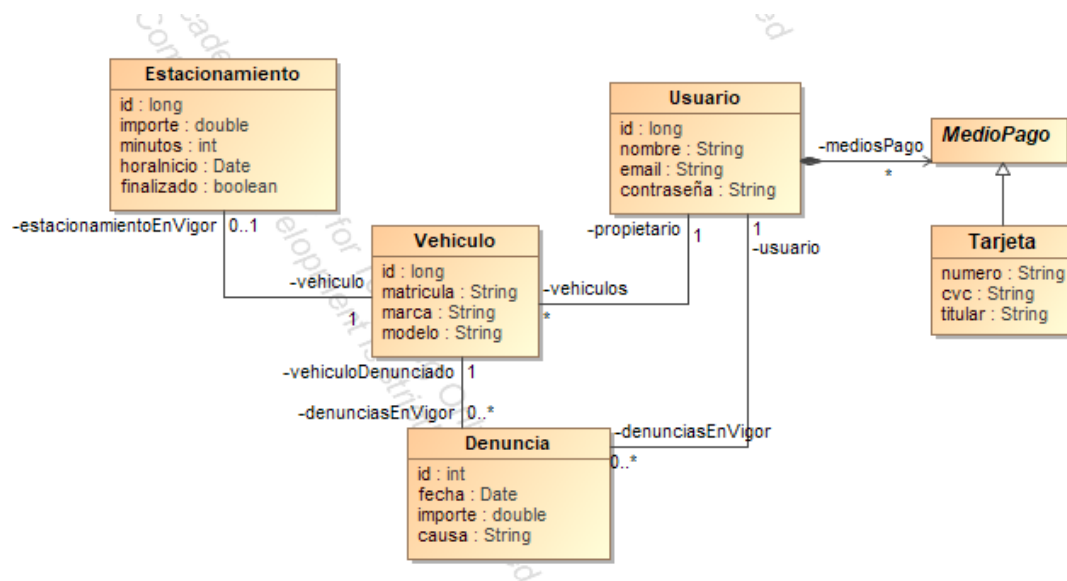 Estacionamiento
id : long
importe : double
minutos : int
horaInicio : Date
finalizado : boolean
-estacionamientoEnVigor
0..1
-vehiculo
1
Vehiculo
id : long
matricula : String
marca : String
modelo : String
-vehiculos
*
Usuario
id : long
nombre : String
email : String
contraseña : String
-mediosPago
*
MedioPago
Tarjeta
numero : String
cvc : String
titular : String
-propietario
1
1
-usuario
-vehiculoDenunciado
1
-denunciasEnVigor
0..*
Denuncia
id : int
fecha : Date
importe : double
causa : String
-denunciasEnVigor
0..*